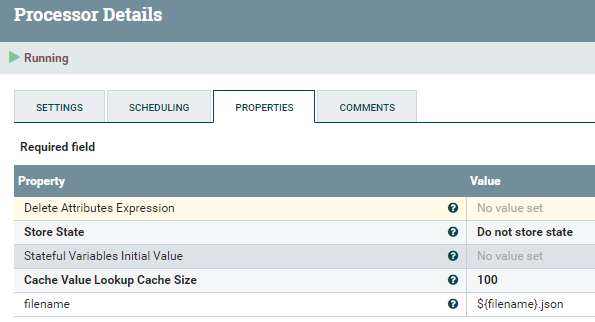 Processor Details
Running
SETTINGS SCHEDULING PROPERTIES COMMENTS
Required field
Property Value
Delete Attributes Expression No value set
Store State Do not store state
Stateful Variables Initial Value No value set
Cache Value Lookup Cache Size 100
filename ${filename}.json